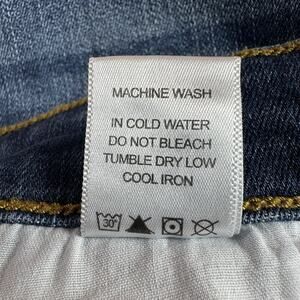 MACHINE WASH
IN COLD WATER
DO NOT BLEACH
TUMBLE DRY LOW
COOL IRON
30°